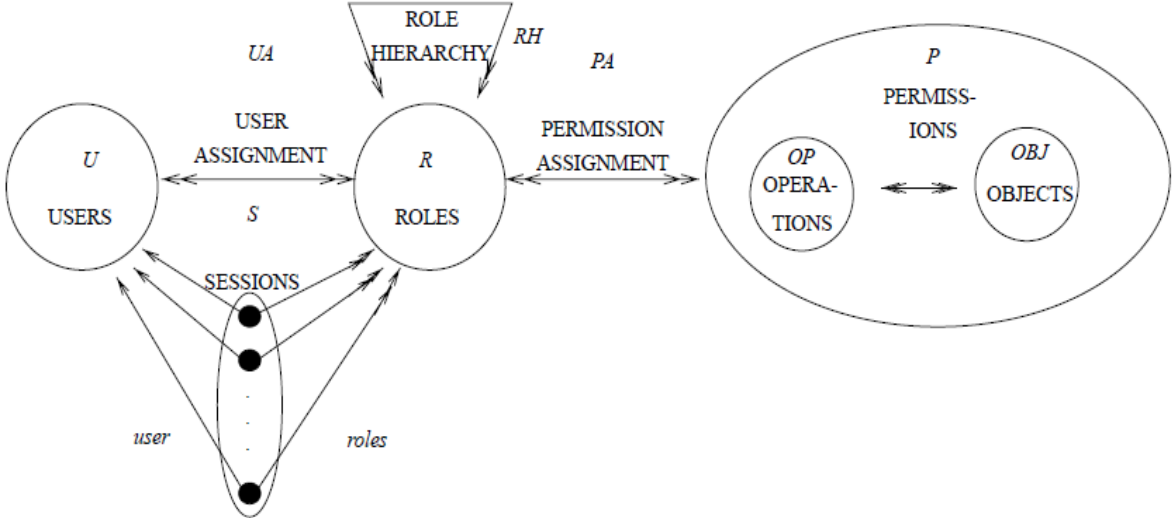 ROLE
HIERARCHY
RH
UA
PA
P
PERMISS-
IONS
USER
ASSIGNMENT
PERMISSION
ASSIGNMENT
U
USERS
R
ROLES
OP
OPERA-
TIONS
OBJ
OBJECTS
S
SESSIONS
user
roles